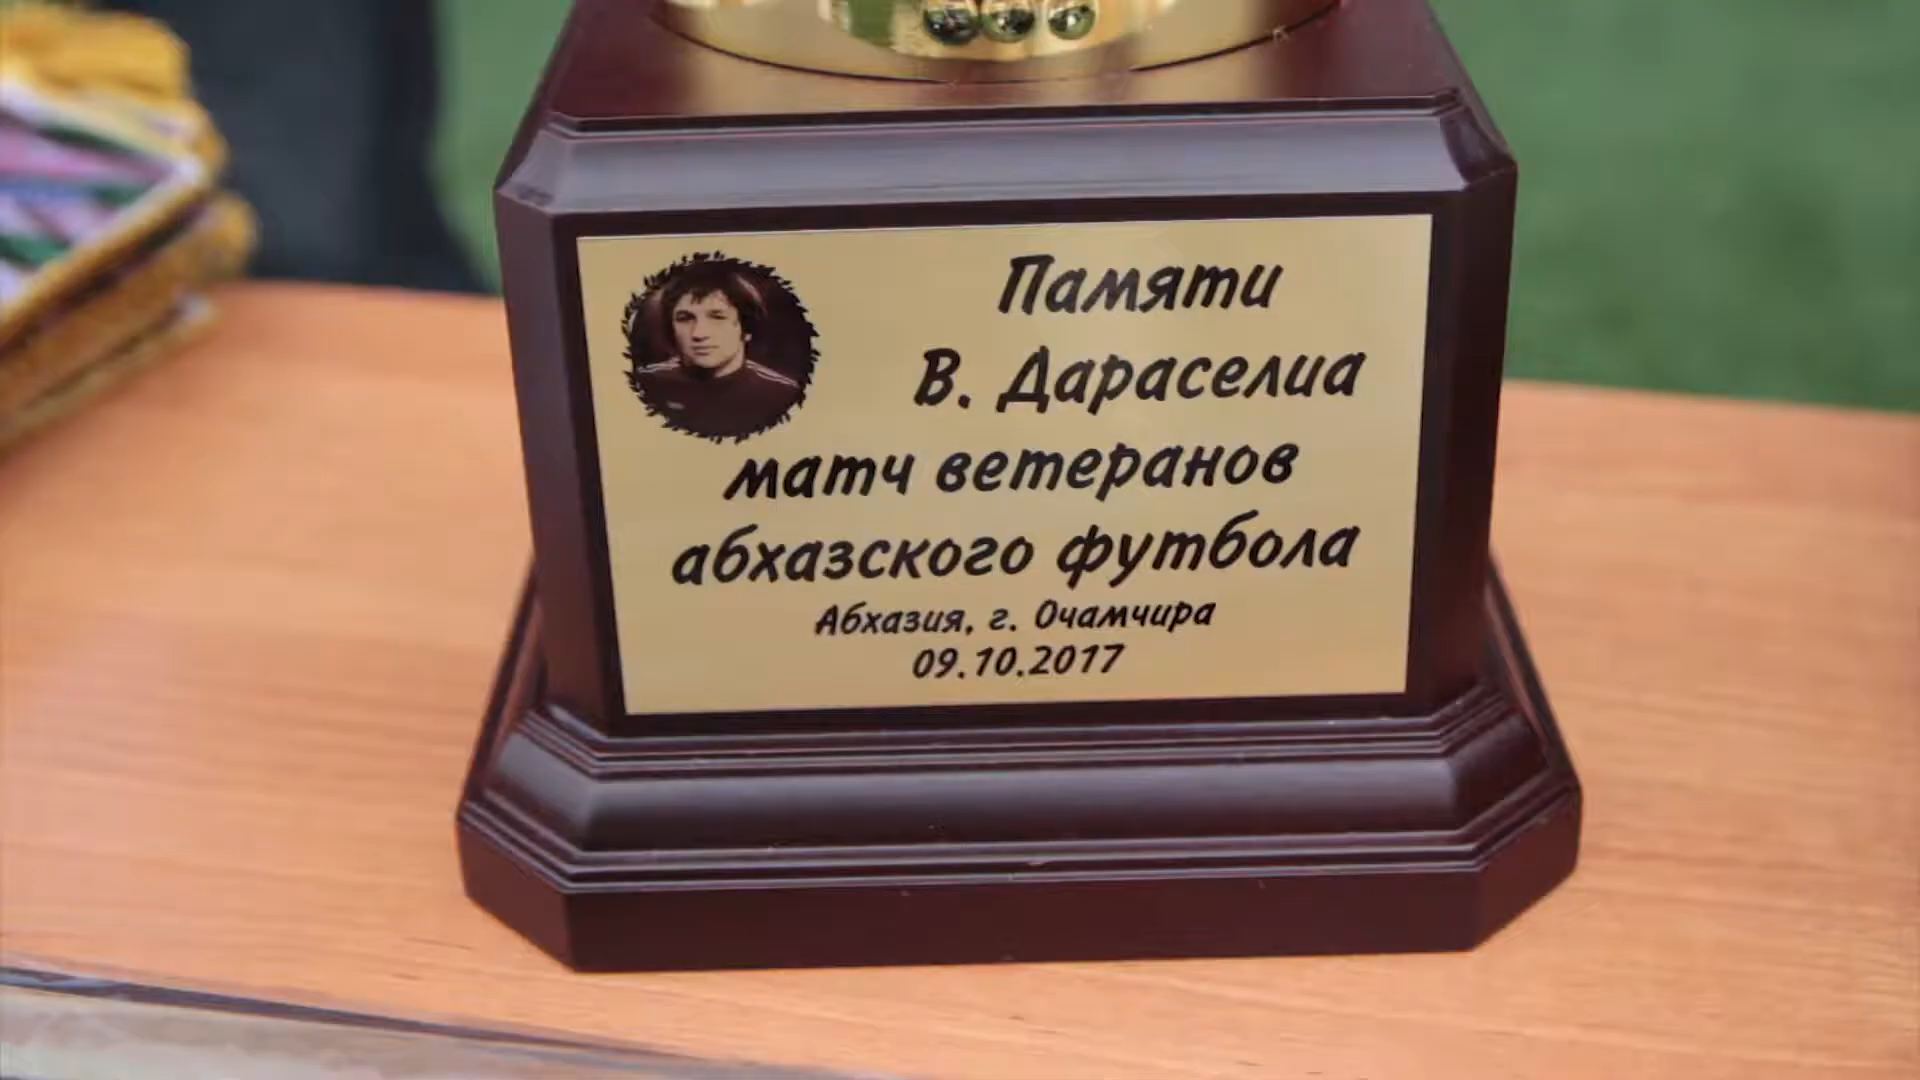 Памяти
В. Дараселиа
матч ветеранов
абхазского футбола
Абхазия, г. Очамчира
09.10.2017